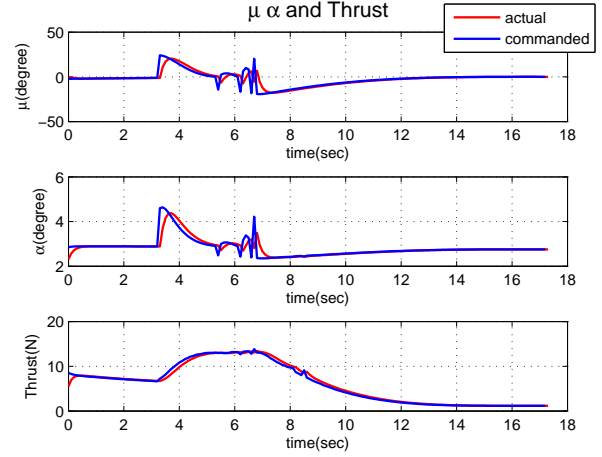 μ α and Thrust
actual
commanded
μ(degree)
50
0
−50
0 2 4 6 8 10 12 14 16 18
time(sec)
α(degree)
6
4
2
0 2 4 6 8 10 12 14 16 18
time(sec)
Thrust(N)
20
10
0
0 2 4 6 8 10 12 14 16 18
time(sec)